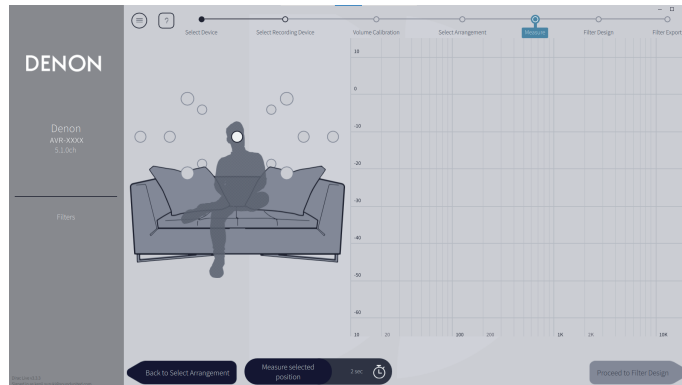 ?
Select Device
Select Recording Device
Volume Calibration
Select Arrangement
Measure
Filter Design
Filter Export
DENON
Denon
AVR-XXXX
5.1.0ch
Filters
10
0
-10
-20
-30
-40
-50
-60
10 20 100 200 1K 2K 10K
Back to Select Arrangement
Measure selected
position
2 sec
Proceed to Filter Design